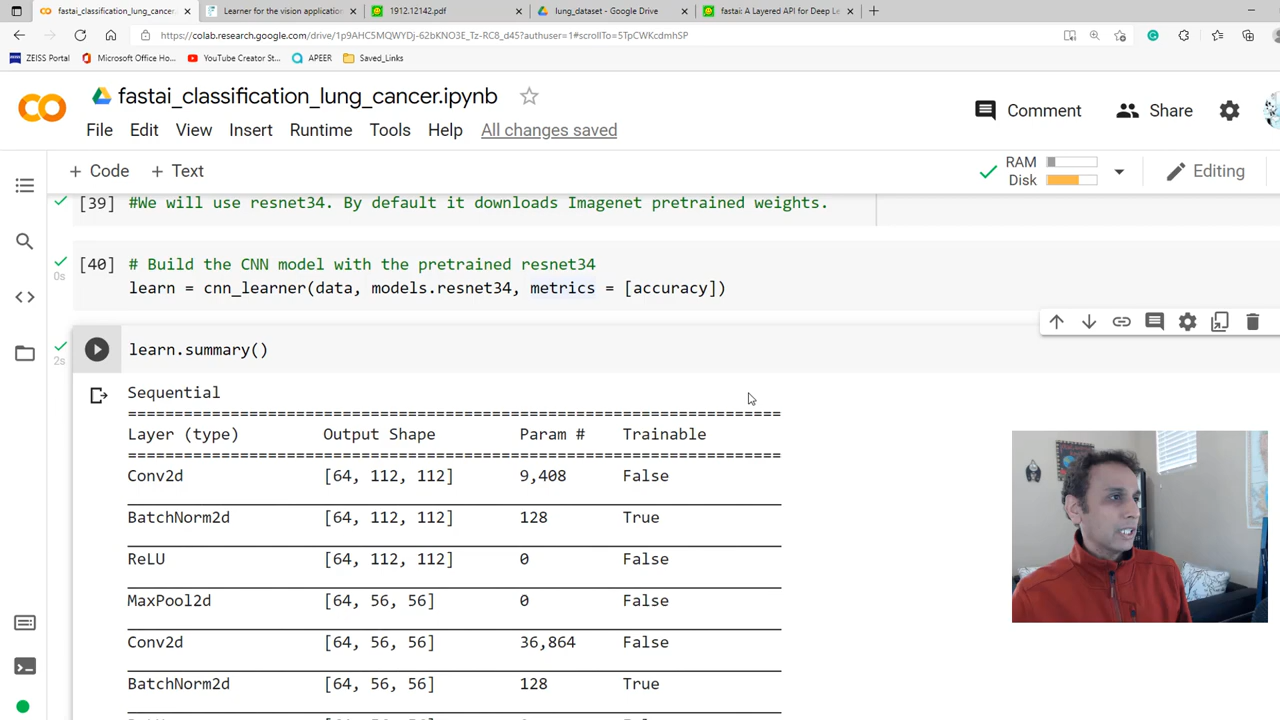 fastai_classification_lung_cancer.
Learner for the vision application
1912.12142.pdf
lung_dataset - Google Drive
fastai: A Layered API for Deep Le
https://colab.research.google.com/drive/1p9AHC5MQWYDj-62bKNO3E_Tz-RC8_d45?authuser=1#scrollTo=5TpCWKcdmhSP
ZEISS Portal
Microsoft Office Ho...
YouTube Creator St...
APEER
Saved_Links
fastai_classification_lung_cancer.ipynb
Comment
Share
File Edit View Insert Runtime Tools Help All changes saved
+ Code + Text
RAM
Disk
Editing
[39] #We will use resnet34. By default it downloads Imagenet pretrained weights.
[40] # Build the CNN model with the pretrained resnet34
0s
learn = cnn_learner(data, models.resnet34, metrics = [accuracy])
learn.summary()
2s
Sequential
================================================================
Layer (type) Output Shape Param # Trainable
================================================================
Conv2d [64, 112, 112] 9,408 False
BatchNorm2d [64, 112, 112] 128 True
ReLU [64, 112, 112] 0 False
MaxPool2d [64, 56, 56] 0 False
Conv2d [64, 56, 56] 36,864 False
BatchNorm2d [64, 56, 56] 128 True